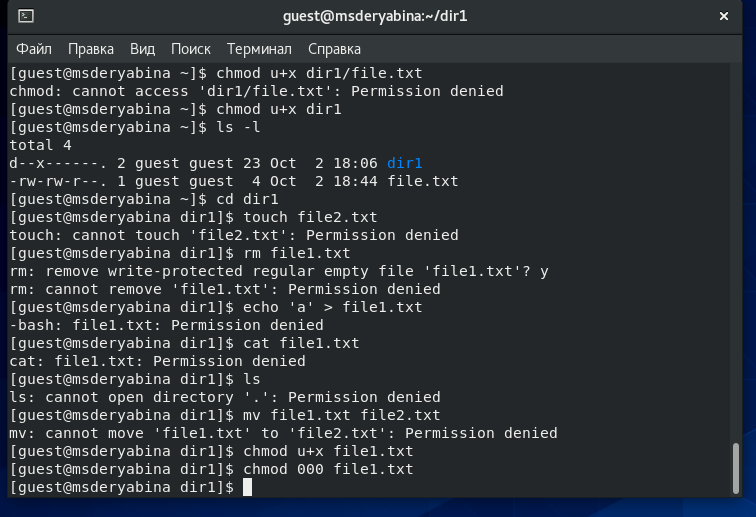 guest@msderyabina:~/dir1
Файл Правка Вид Поиск Терминал Справка
[guest@msderyabina ~]$ chmod u+x dir1/file.txt
chmod: cannot access 'dir1/file.txt': Permission denied
[guest@msderyabina ~]$ chmod u+x dir1
[guest@msderyabina ~]$ ls -l
total 4
d--x------. 2 guest guest 23 Oct  2 18:06 dir1
-rw-rw-r--. 1 guest guest  4 Oct  2 18:44 file.txt
[guest@msderyabina ~]$ cd dir1
[guest@msderyabina dir1]$ touch file2.txt
touch: cannot touch 'file2.txt': Permission denied
[guest@msderyabina dir1]$ rm file1.txt
rm: remove write-protected regular empty file 'file1.txt'? y
rm: cannot remove 'file1.txt': Permission denied
[guest@msderyabina dir1]$ echo 'a' > file1.txt
-bash: file1.txt: Permission denied
[guest@msderyabina dir1]$ cat file1.txt
cat: file1.txt: Permission denied
[guest@msderyabina dir1]$ ls
ls: cannot open directory '.': Permission denied
[guest@msderyabina dir1]$ mv file1.txt file2.txt
mv: cannot move 'file1.txt' to 'file2.txt': Permission denied
[guest@msderyabina dir1]$ chmod u+x file1.txt
[guest@msderyabina dir1]$ chmod 000 file1.txt
[guest@msderyabina dir1]$